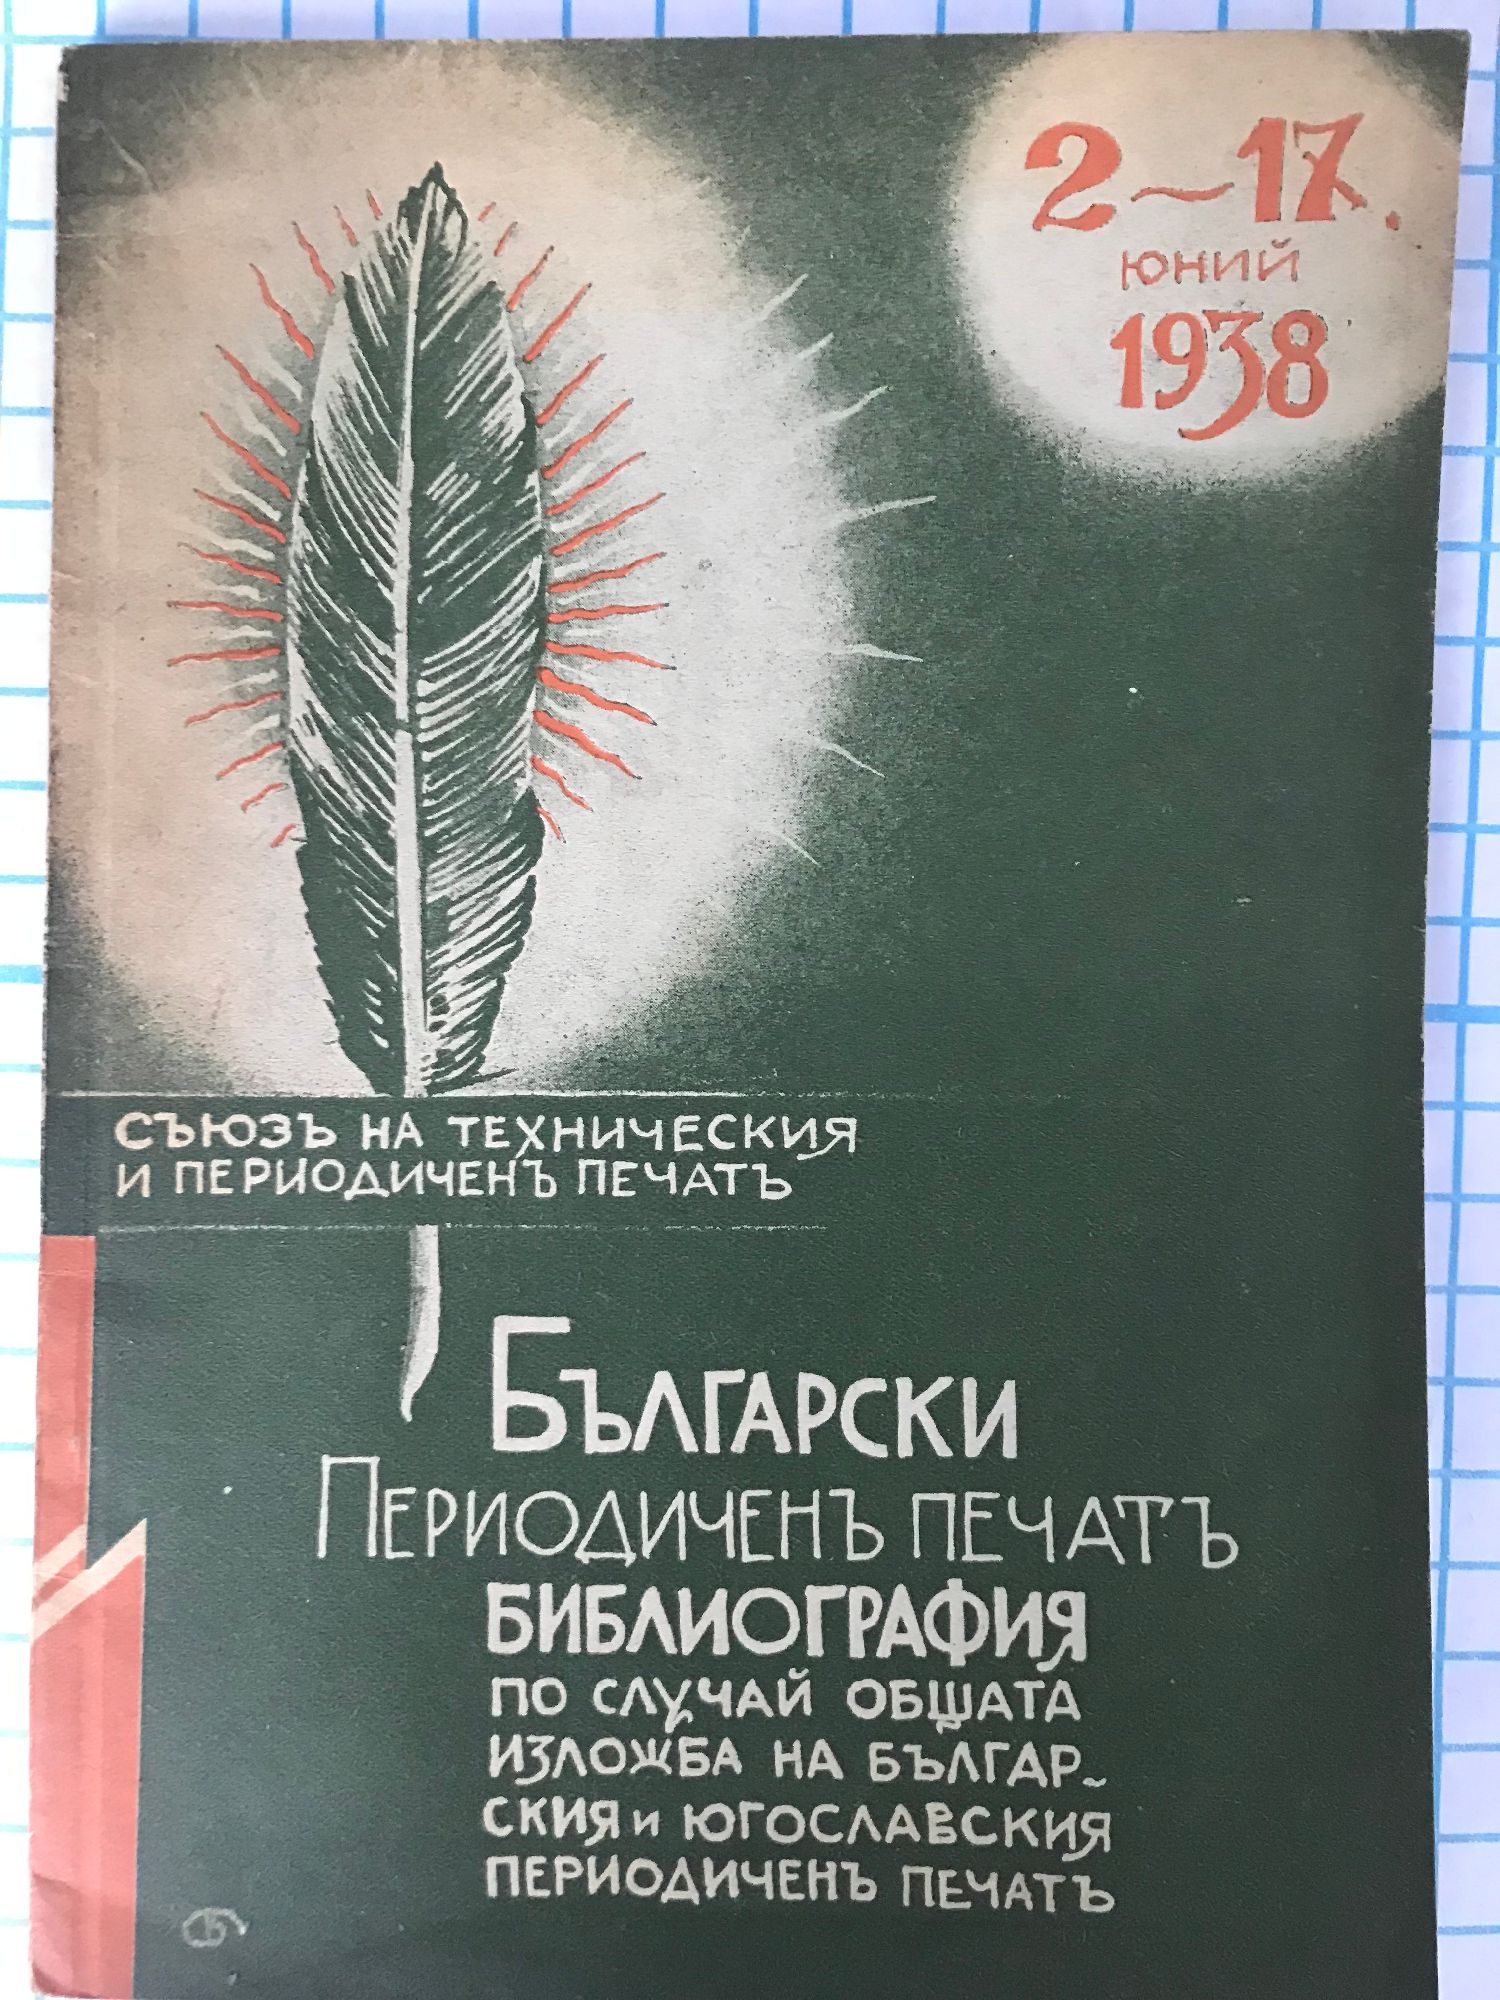 2~17.
ЮНИЙ
1938
СЪЮЗЪ НА ТЕХНИЧЕСКИЯ
И ПЕРИОДИЧЕНЪ ПЕЧАТЪ
БЪЛГАРСКИ
ПЕРИОДИЧЕНЪ ПЕЧАТЪ
БИБЛИОГРАФИЯ
ПО СЛУЧАЙ ОБЩАТА
ИЗЛОЖБА НА БЪЛГАР~
СКИЯ И ЮГОСЛАВСКИЯ
ПЕРИОДИЧЕНЪ ПЕЧАТЪ